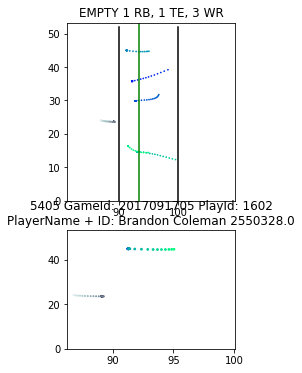 EMPTY 1 RB, 1 TE, 3 WR
50
40
30
20
10
0
90 100
5405 GameId: 2017091705 PlayId: 1602
PlayerName + ID: Brandon Coleman 2550328.0
40
20
0
90 95 100